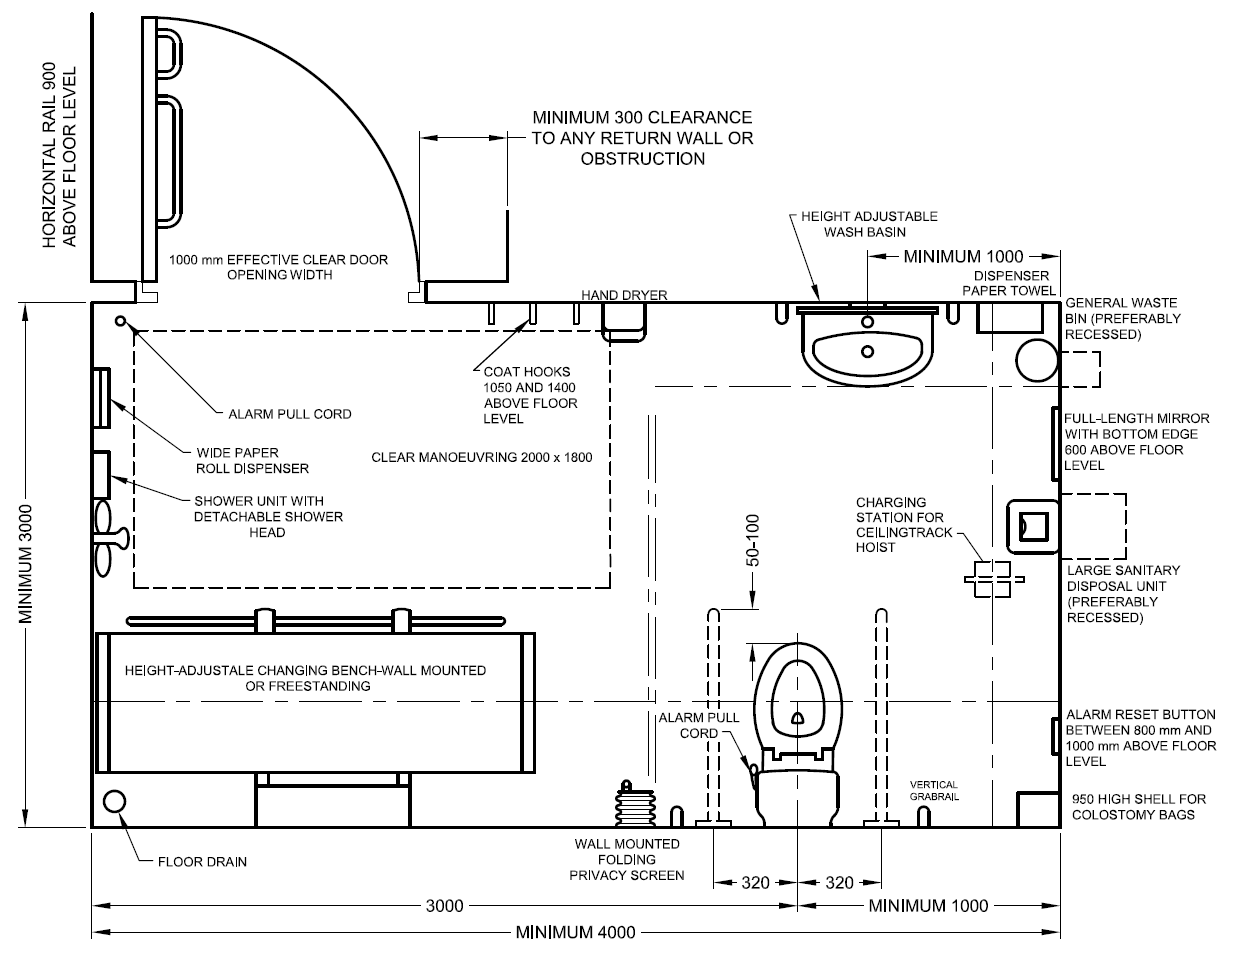 HORIZONTAL RAIL 900
ABOVE FLOOR LEVEL
MINIMUM 300 CLEARANCE
TO ANY RETURN WALL OR
OBSTRUCTION
1000 mm EFFECTIVE CLEAR DOOR
OPENING WIDTH
HEIGHT ADJUSTABLE
WASH BASIN
MINIMUM 1000
DISPENSER
PAPER TOWEL
HAND DRYER
GENERAL WASTE
BIN (PREFERABLY
RECESSED)
COAT HOOKS
1050 AND 1400
ABOVE FLOOR
LEVEL
ALARM PULL CORD
WIDE PAPER
ROLL DISPENSER
CLEAR MANOEUVRING 2000 x 1800
FULL-LENGTH MIRROR
WITH BOTTOM EDGE
600 ABOVE FLOOR
LEVEL
SHOWER UNIT WITH
DETACHABLE SHOWER
HEAD
CHARGING
STATION FOR
CEILINGTRACK
HOIST
50-100
MINIMUM 3000
LARGE SANITARY
DISPOSAL UNIT
(PREFERABLY
RECESSED)
HEIGHT-ADJUSTALE CHANGING BENCH-WALL MOUNTED
OR FREESTANDING
ALARM PULL
CORD
ALARM RESET BUTTON
BETWEEN 800 mm AND
1000 mm ABOVE FLOOR
LEVEL
VERTICAL
GRABRAIL
950 HIGH SHELL FOR
COLOSTOMY BAGS
FLOOR DRAIN
WALL MOUNTED
FOLDING
PRIVACY SCREEN
320
320
3000
MINIMUM 1000
MINIMUM 4000